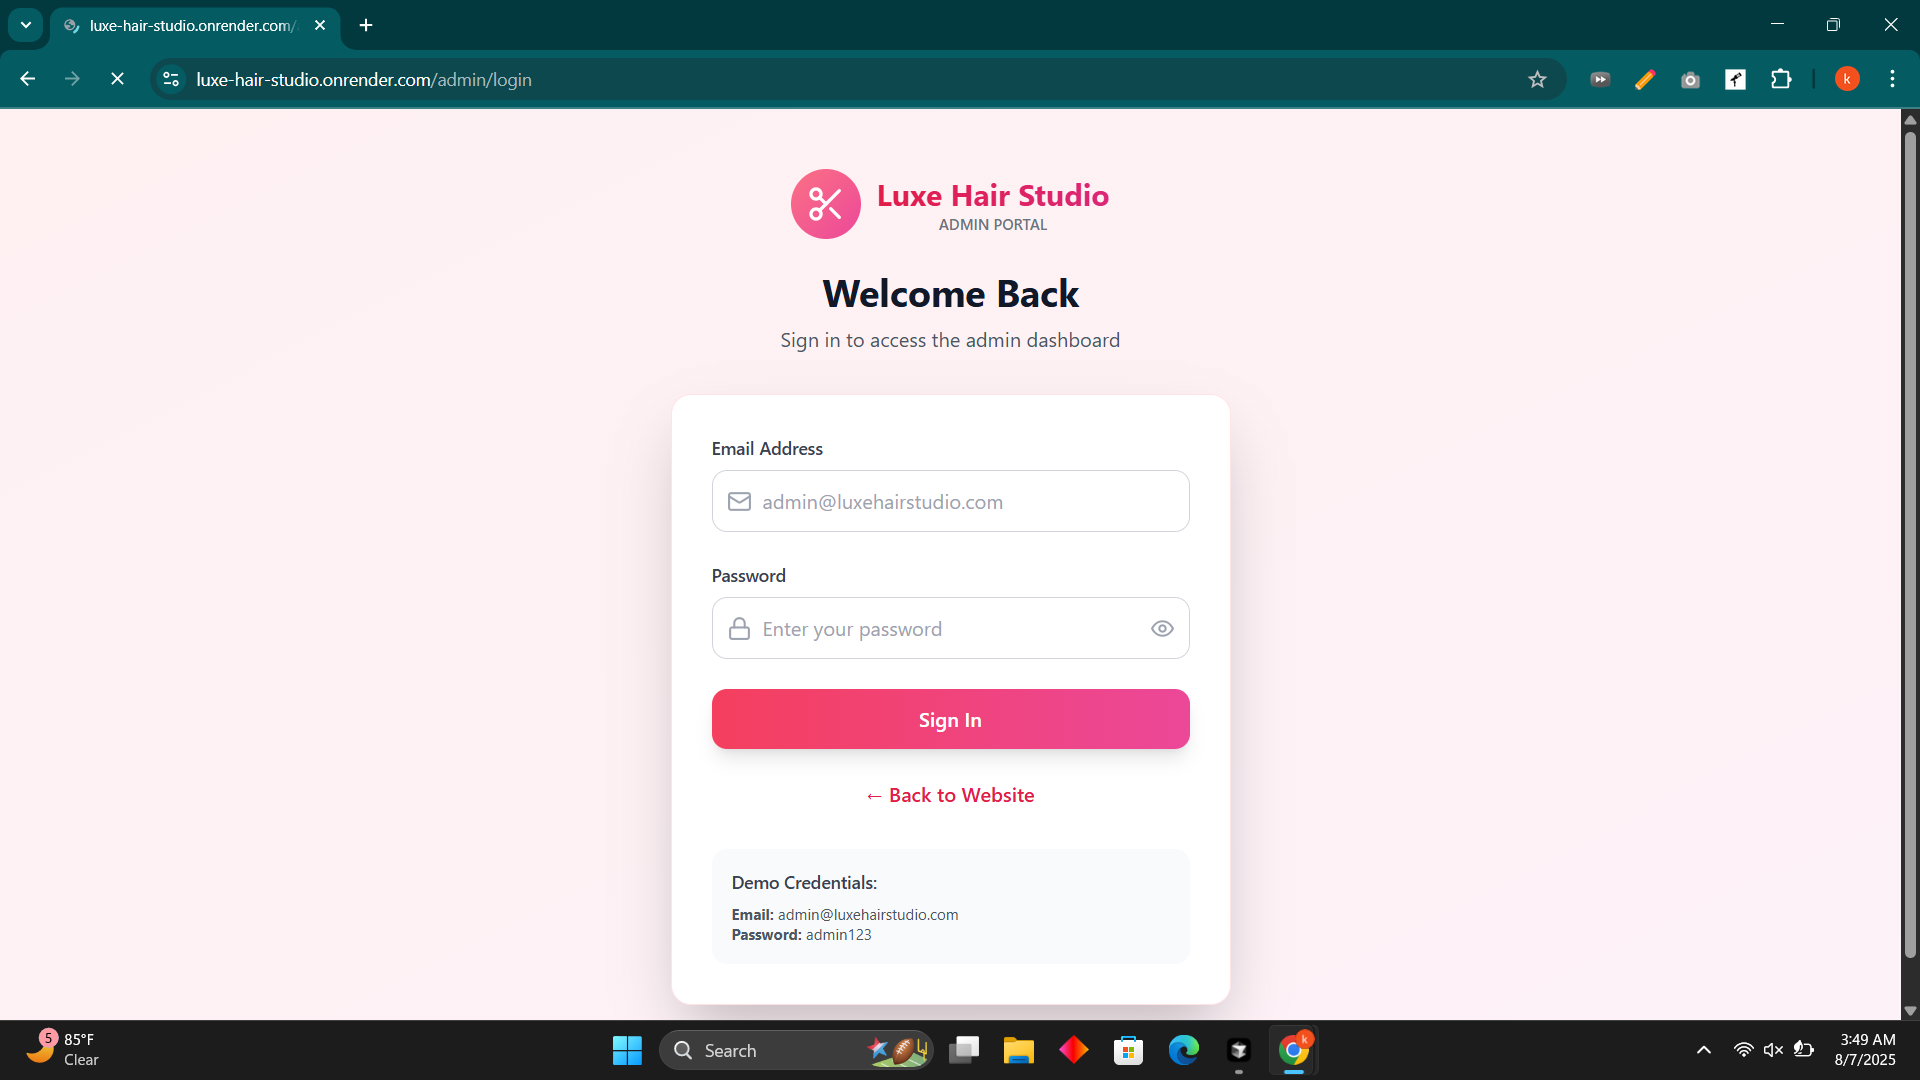 luxe-hair-studio.onrender.com/
luxe-hair-studio.onrender.com/admin/login
k
Luxe Hair Studio
ADMIN PORTAL
Welcome Back
Sign in to access the admin dashboard
Email Address
admin@luxehairstudio.com
Password
Enter your password
Sign In
← Back to Website
Demo Credentials:
Email: admin@luxehairstudio.com
Password: admin123
5
85°F
Clear
Search
k
3:49 AM
8/7/2025